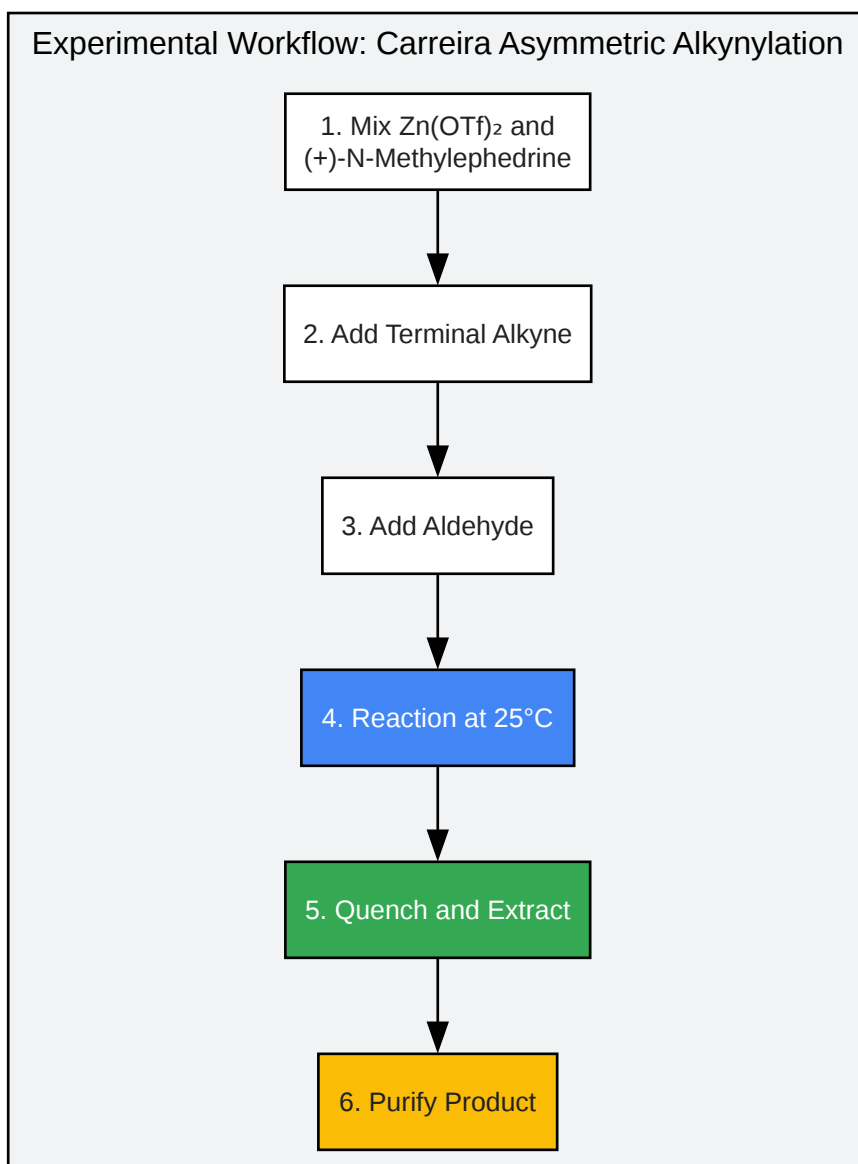 Experimental Workflow: Carreira Asymmetric Alkynylation
1. Mix Zn(OTf)₂ and
(+)-N-Methylephedrine
2. Add Terminal Alkyne
3. Add Aldehyde
4. Reaction at 25°C
5. Quench and Extract
6. Purify Product